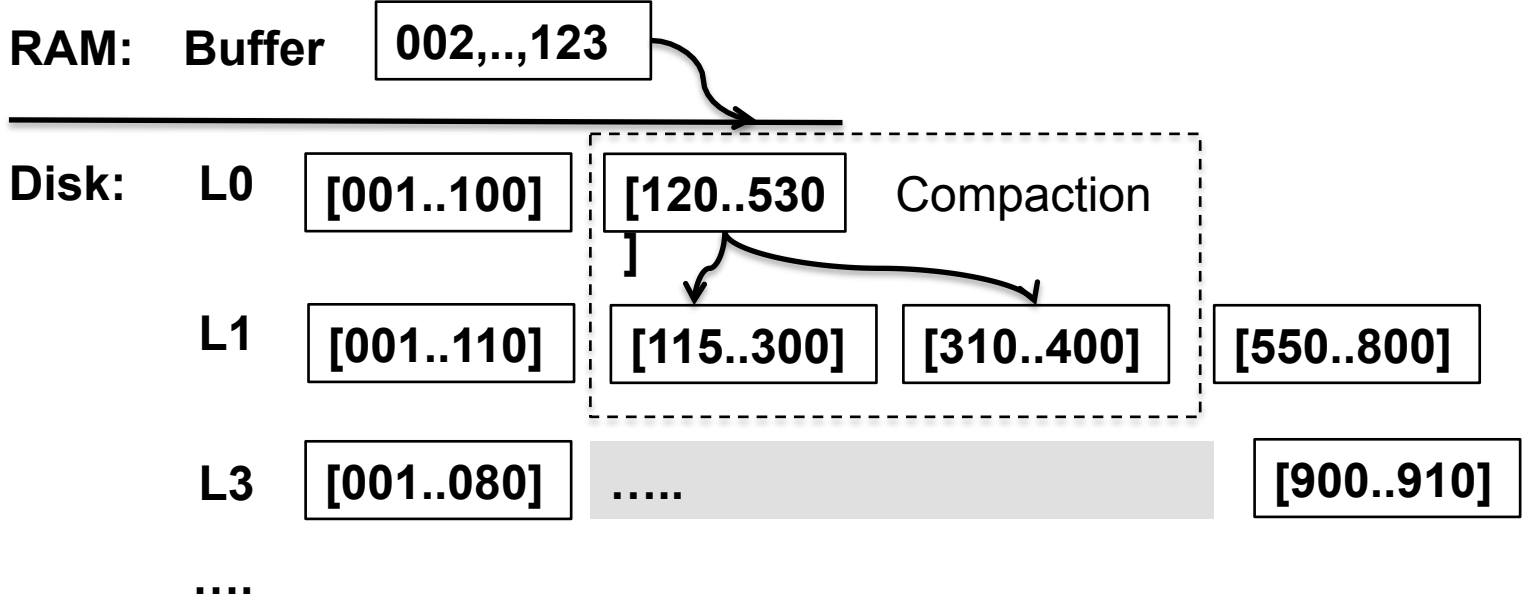 RAM: Buffer 002,..,123
Disk: L0 [001..100] [120..530 Compaction
]
L1 [001..110] [115..300] [310..400] [550..800]
L3 [001..080] ..... [900..910]
....